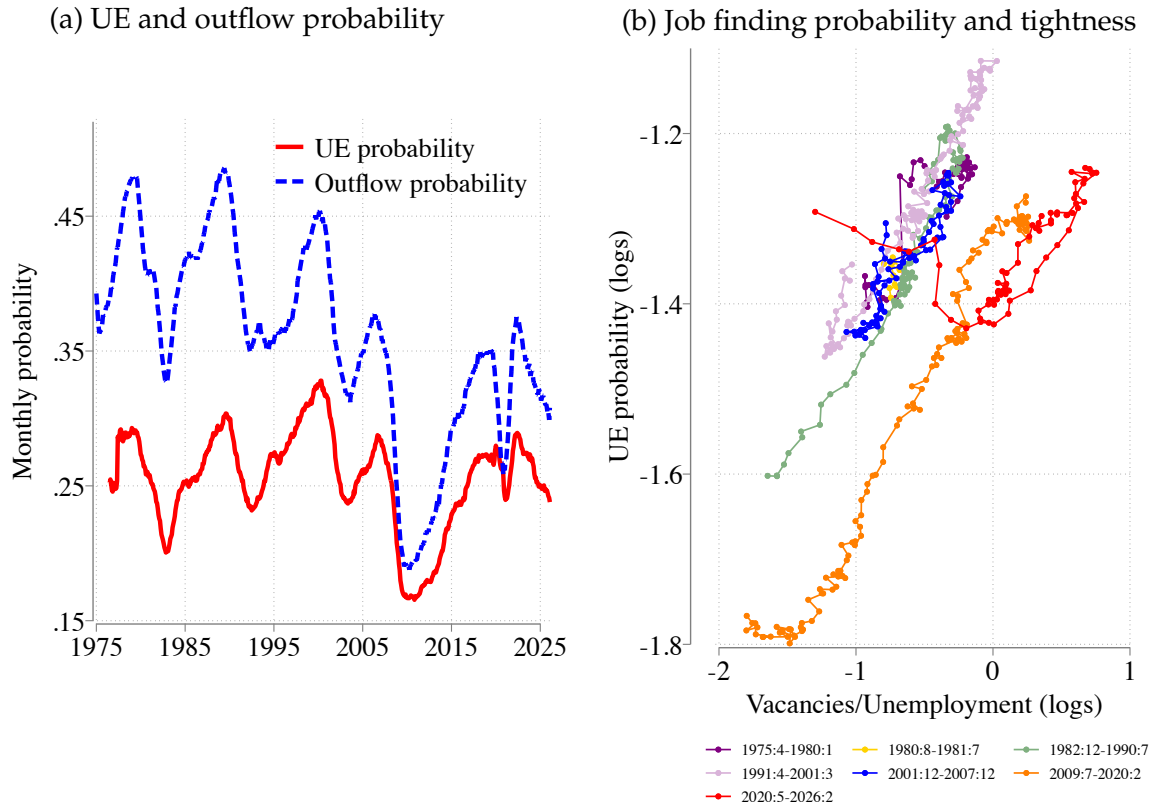 (a) UE and outflow probability
UE probability
Outflow probability
Monthly probability
.45
.35
.25
.15
1975 1985 1995 2005 2015 2025
(b) Job finding probability and tightness
UE probability (logs)
-1.2
-1.4
-1.6
-1.8
-2 -1 0 1
Vacancies/Unemployment (logs)
1975:4-1980:1 1980:8-1981:7 1982:12-1990:7
1991:4-2001:3 2001:12-2007:12 2009:7-2020:2
2020:5-2026:2